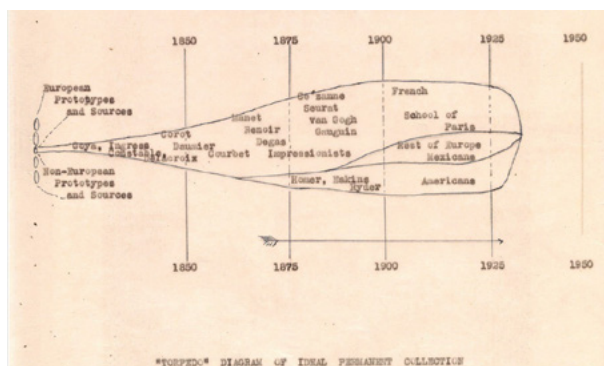 1850 1875 1900 1925 1950
European
Prototypes
and Sources
Goya, Ingres
Constable
Delacroix
Corot
Daumier
Courbet
Manet
Renoir
Degas
Impressionists
Cézanne
Seurat
van Gogh
Gauguin
French
School of
Paris
Rest of Europe
Mexicans
Homer, Eakins
Ryder
Americans
Non-European
Prototypes
and Sources
1850 1875 1900 1925 1950
"TORPEDO" DIAGRAM OF IDEAL PERMANENT COLLECTION